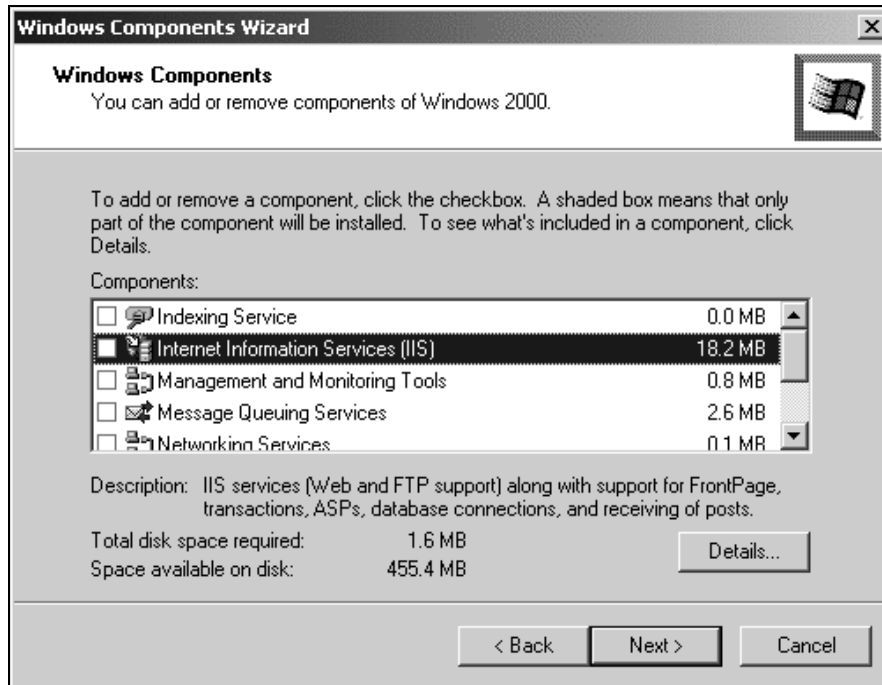 Windows Components Wizard
Windows Components
You can add or remove components of Windows 2000.
To add or remove a component, click the checkbox. A shaded box means that only
part of the component will be installed. To see what's included in a component, click
Details.
Components:
Indexing Service 0.0 MB
Internet Information Services (IIS) 18.2 MB
Management and Monitoring Tools 0.8 MB
Message Queuing Services 2.6 MB
Networking Services 0.1 MB
Description: IIS services (Web and FTP support) along with support for FrontPage,
transactions, ASPs, database connections, and receiving of posts.
Total disk space required: 1.6 MB
Space available on disk: 455.4 MB
Details...
< Back Next > Cancel